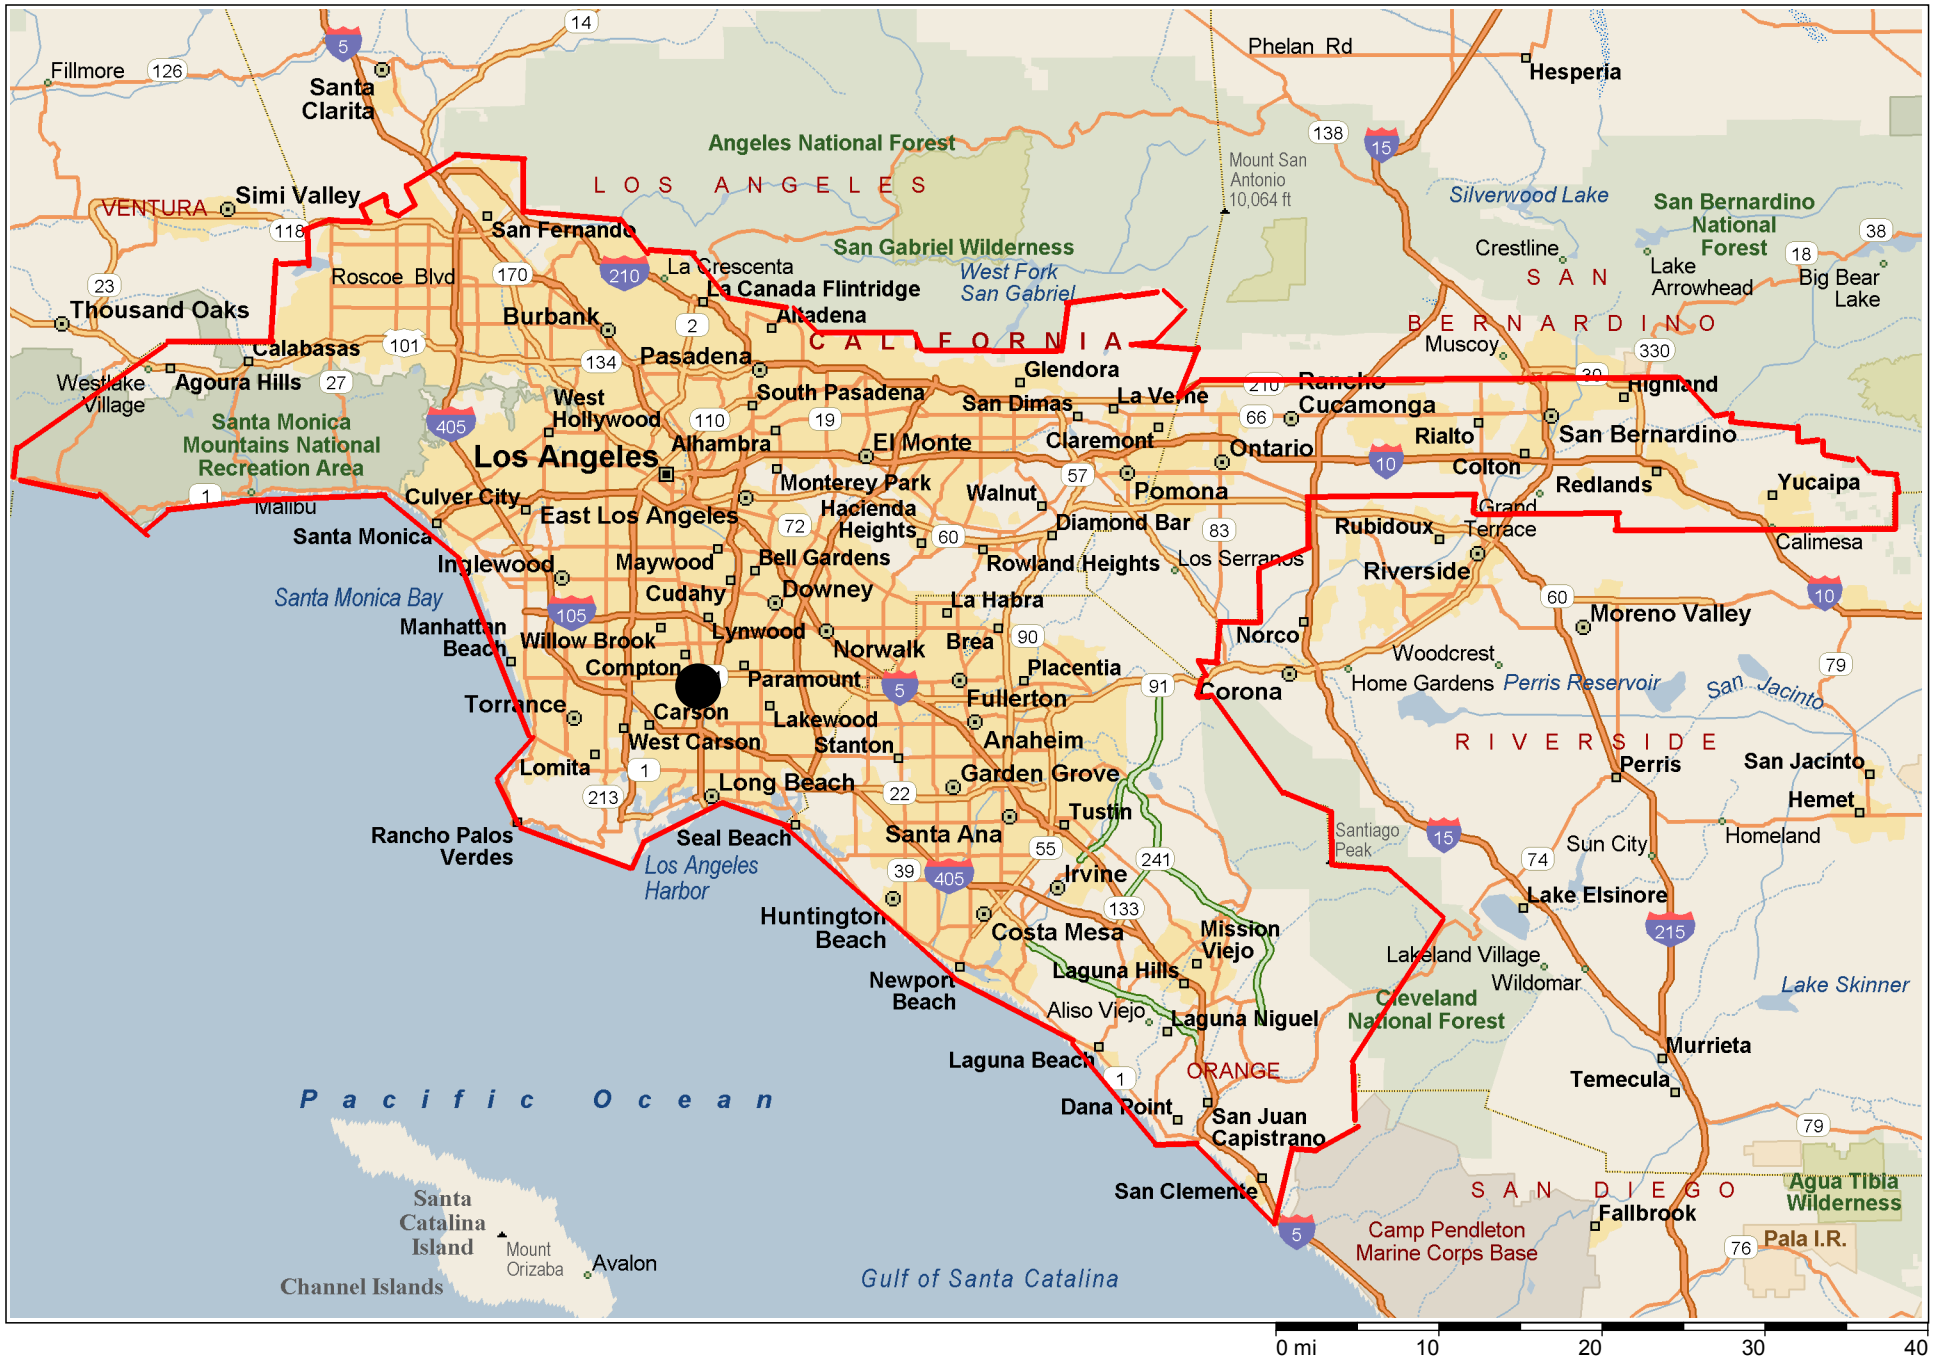 14
5
Phelan Rd
Fillmore
126
Hesperia
Santa
Clarita
138
15
Angeles National Forest
Mount San
Antonio
10,064 ft
LOS ANGELES
Silverwood Lake
San Bernardino
National
Forest
Simi Valley
VENTURA
118
San Fernando
38
San Gabriel Wilderness
Crestline
18
Lake
Arrowhead
Big Bear
Lake
SAN
West Fork
San Gabriel
La Crescenta
210
170
Roscoe Blvd
23
La Canada Flintridge
Thousand Oaks
Burbank
Altadena
2
BERNARDINO
CALIFORNIA
Muscoy
330
101
Calabasas
134
Pasadena
Glendora
Westlake
Village
Agoura Hills
27
South Pasadena
La Verne
210
Rancho
Cucamonga
30
Highland
West
Hollywood
San Dimas
66
405
Santa Monica
Mountains National
Recreation Area
110
19
Alhambra
El Monte
Claremont
Ontario
Rialto
San Bernardino
Los Angeles
10
Colton
57
Monterey Park
Walnut
Pomona
Redlands
Yucaipa
1
Malibu
Culver City
East Los Angeles
Hacienda
Heights
Diamond Bar
Grand
Terrace
Santa Monica
72
60
83
Rubidoux
Calimesa
Inglewood
Maywood
Bell Gardens
Rowland Heights
Los Serranos
Riverside
Santa Monica Bay
Cudahy
Downey
La Habra
60
10
Moreno Valley
105
Manhattan
Beach
Willow Brook
Lynwood
Norwalk
Brea
90
Norco
Compton
Paramount
Placentia
Woodcrest
79
5
Fullerton
91
Corona
Home Gardens
Perris Reservoir
San Jacinto
Torrance
Carson
Lakewood
West Carson
Stanton
Anaheim
RIVERSIDE
Lomita
1
Long Beach
Garden Grove
Perris
San Jacinto
213
22
Tustin
Hemet
Rancho Palos
Verdes
Seal Beach
Santa Ana
Santiago
Peak
15
Sun City
Homeland
Los Angeles
Harbor
55
241
74
39
405
Irvine
Lake Elsinore
133
Huntington
Beach
Costa Mesa
Mission
Viejo
215
Laguna Hills
Lakeland Village
Newport
Beach
Wildomar
Lake Skinner
Aliso Viejo
Laguna Niguel
Cleveland
National Forest
Laguna Beach
Murrieta
ORANGE
1
Temecula
Pacific Ocean
Dana Point
San Juan
Capistrano
79
San Clemente
SAN DIEGO
Agua Tibia
Wilderness
Santa
Catalina
Island
Fallbrook
5
Camp Pendleton
Marine Corps Base
76
Pala I.R.
Mount
Orizaba
Avalon
Channel Islands
Gulf of Santa Catalina
0 mi 10 20 30 40